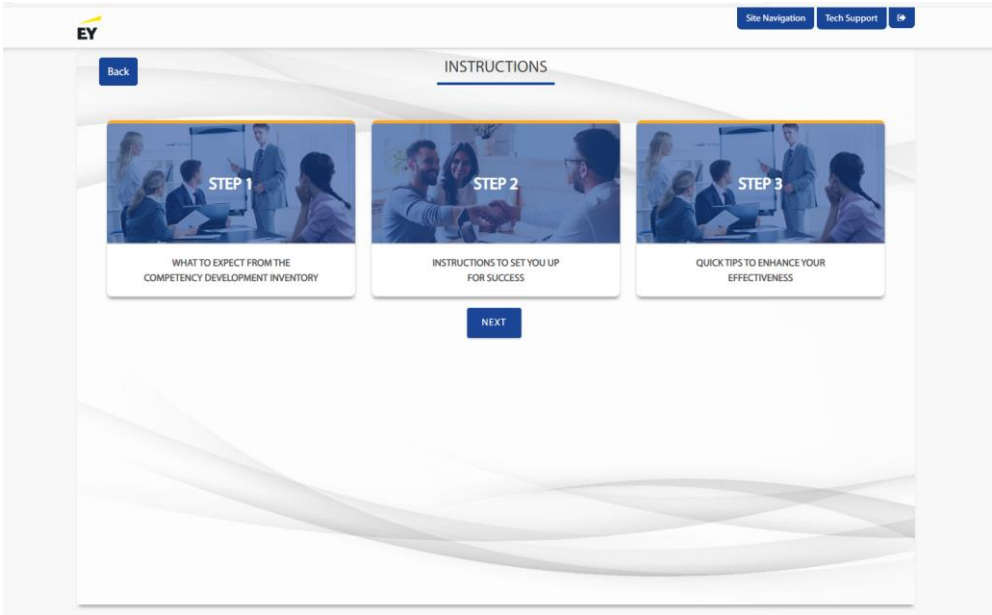 EY
Site Navigation
Tech Support
Back
INSTRUCTIONS
STEP 1
WHAT TO EXPECT FROM THE
COMPETENCY DEVELOPMENT INVENTORY
STEP 2
INSTRUCTIONS TO SET YOU UP
FOR SUCCESS
STEP 3
QUICK TIPS TO ENHANCE YOUR
EFFECTIVENESS
NEXT